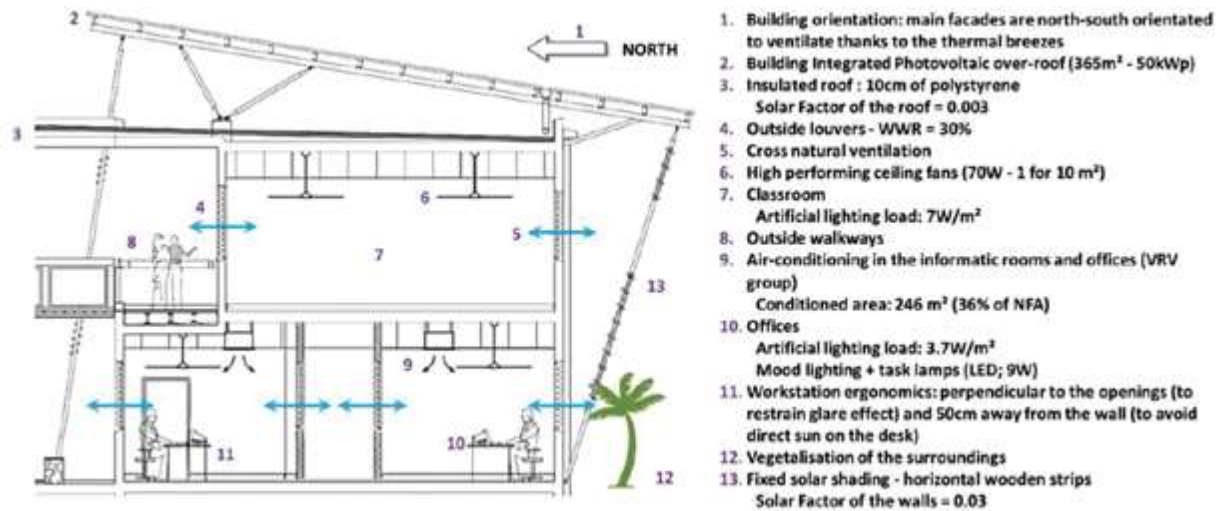 1
NORTH
2
3
4
5
6
7
8
9
10
11
12
13
1. Building orientation: main facades are north-south orientated
to ventilate thanks to the thermal breezes
2. Building Integrated Photovoltaic over-roof (365m² - 50kWp)
3. Insulated roof : 10cm of polystyrene
Solar Factor of the roof = 0.003
4. Outside louvers - WWR = 30%
5. Cross natural ventilation
6. High performing ceiling fans (70W - 1 for 10 m²)
7. Classroom
Artificial lighting load: 7W/m²
8. Outside walkways
9. Air-conditioning in the informatic rooms and offices (VRV
group)
Conditioned area: 246 m² (36% of NFA)
10. Offices
Artificial lighting load: 3.7W/m²
Mood lighting + task lamps (LED; 9W)
11. Workstation ergonomics: perpendicular to the openings (to
restrain glare effect) and 50cm away from the wall (to avoid
direct sun on the desk)
12. Vegetalisation of the surroundings
13. Fixed solar shading - horizontal wooden strips
Solar Factor of the walls = 0.03